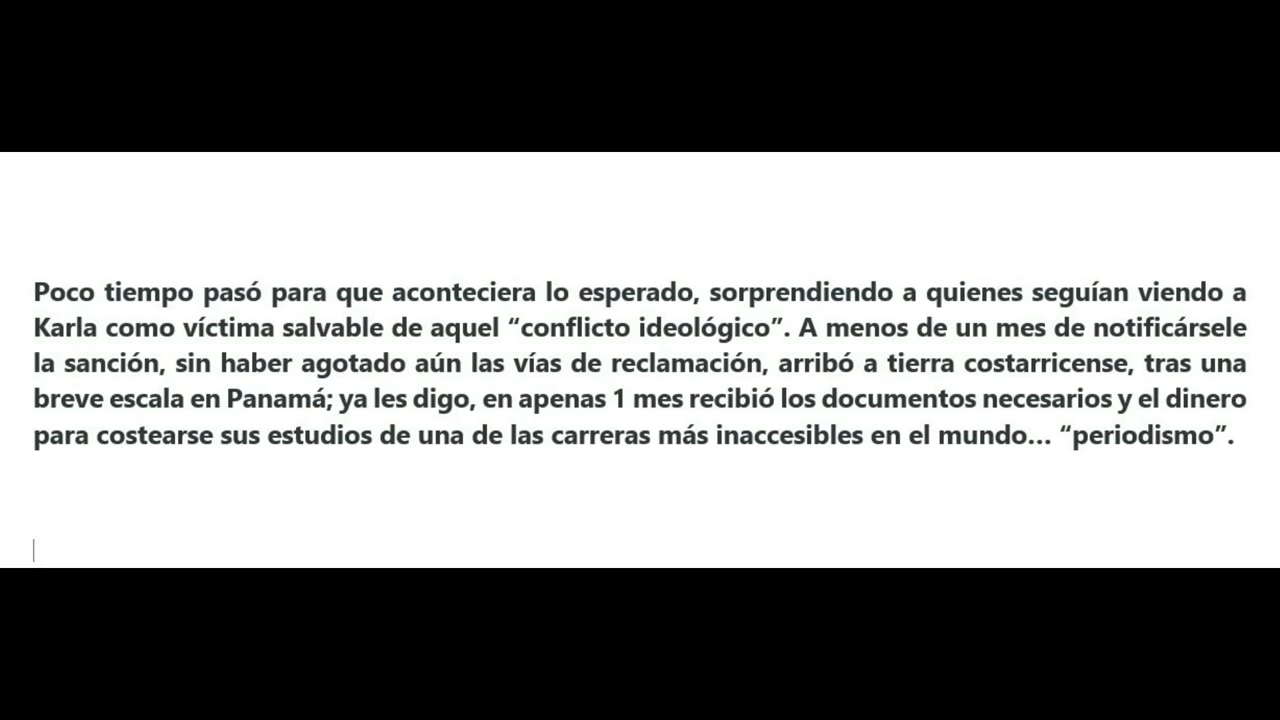 Poco tiempo pasó para que aconteciera lo esperado, sorprendiendo a quienes seguían viendo a
Karla como víctima salvable de aquel “conflicto ideológico”. A menos de un mes de notificársele
la sanción, sin haber agotado aún las vías de reclamación, arribó a tierra costarricense, tras una
breve escala en Panamá; ya les digo, en apenas 1 mes recibió los documentos necesarios y el dinero
para costearse sus estudios de una de las carreras más inaccesibles en el mundo... “periodismo”.